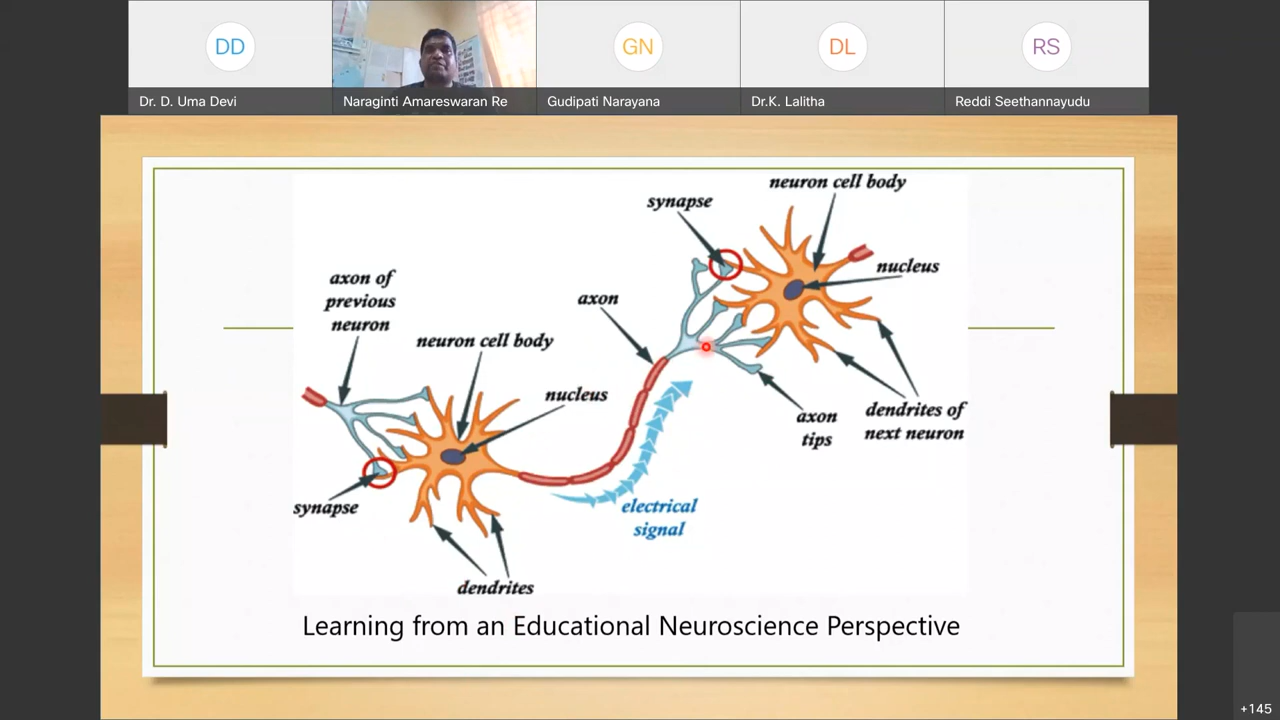 DD
GN
DL
RS
Dr. D. Uma Devi
Naraginti Amareswaran Re
Gudipati Narayana
Dr.K. Lalitha
Reddi Seethannayudu
neuron cell body
synapse
nucleus
axon of
previous
neuron
axon
neuron cell body
nucleus
axon
tips
dendrites of
next neuron
synapse
electrical
signal
dendrites
Learning from an Educational Neuroscience Perspective
+145